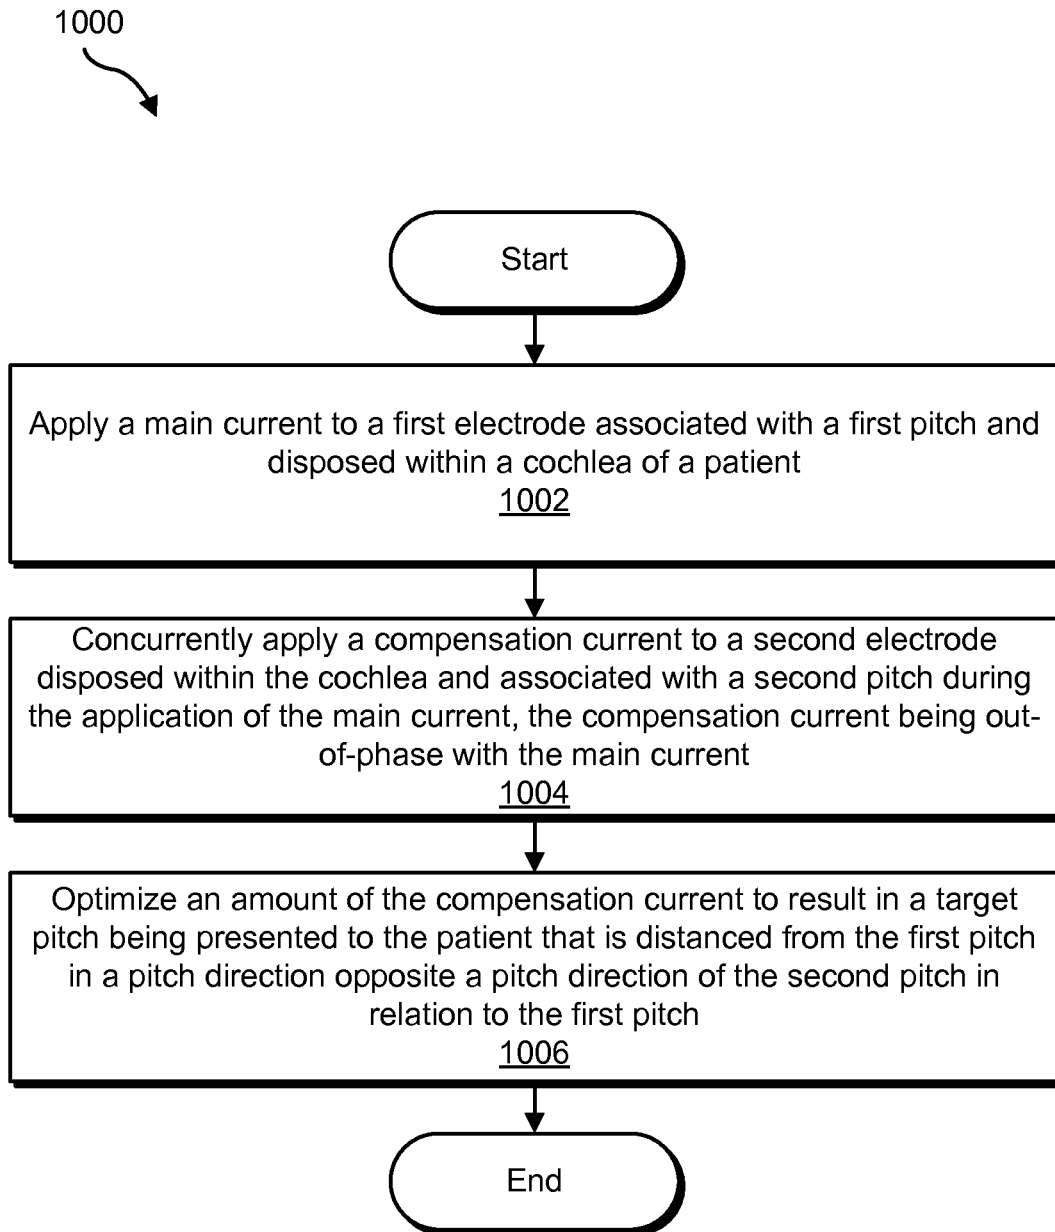 1000
Start
Apply a main current to a first electrode associated with a first pitch and
disposed within a cochlea of a patient
1002
Concurrently apply a compensation current to a second electrode
disposed within the cochlea and associated with a second pitch during
the application of the main current, the compensation current being out-
of-phase with the main current
1004
Optimize an amount of the compensation current to result in a target
pitch being presented to the patient that is distanced from the first pitch
in a pitch direction opposite a pitch direction of the second pitch in
relation to the first pitch
1006
End